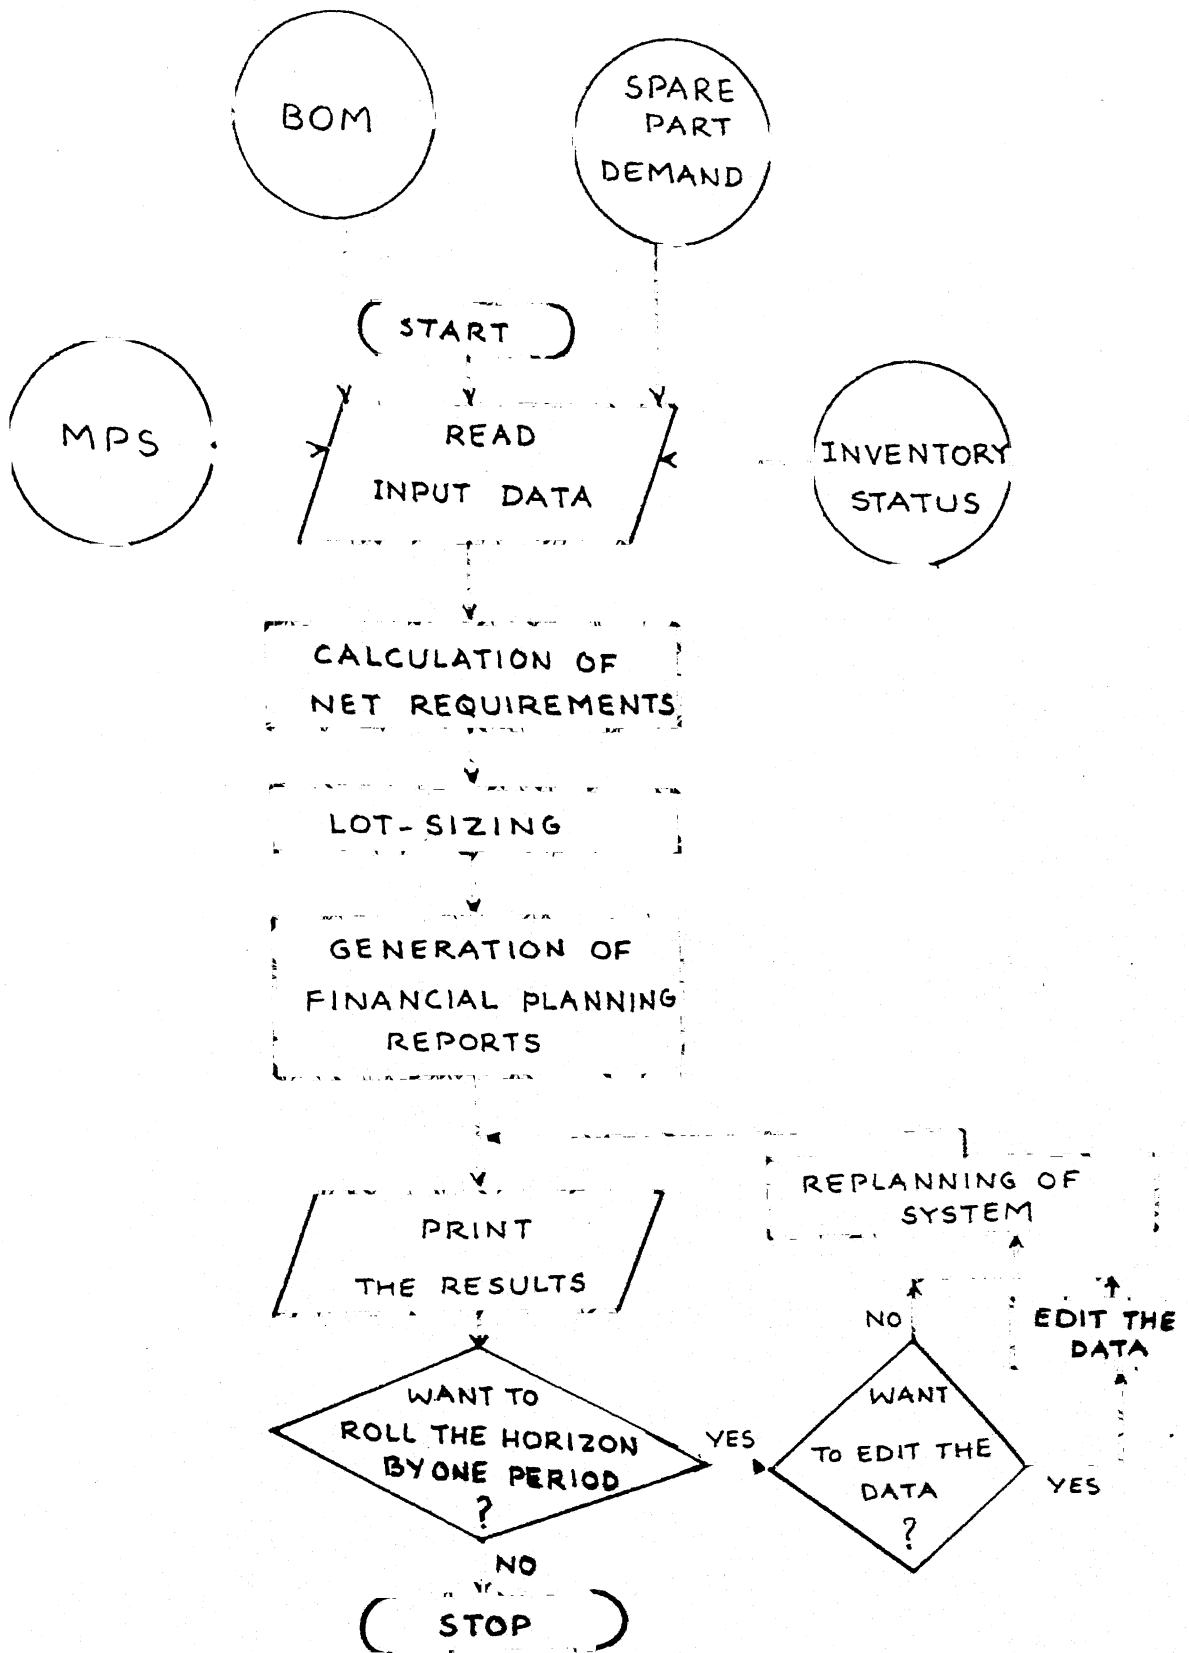 BOM
SPARE
PART
DEMAND
START
MPS
READ
INPUT DATA
INVENTORY
STATUS
CALCULATION OF
NET REQUIREMENTS
LOT-SIZING
GENERATION OF
FINANCIAL PLANNING
REPORTS
REPLANNING OF
SYSTEM
PRINT
THE RESULTS
NO
EDIT THE
DATA
WANT TO
ROLL THE HORIZON
BY ONE PERIOD
?
YES
WANT
TO EDIT THE
DATA
?
YES
NO
STOP